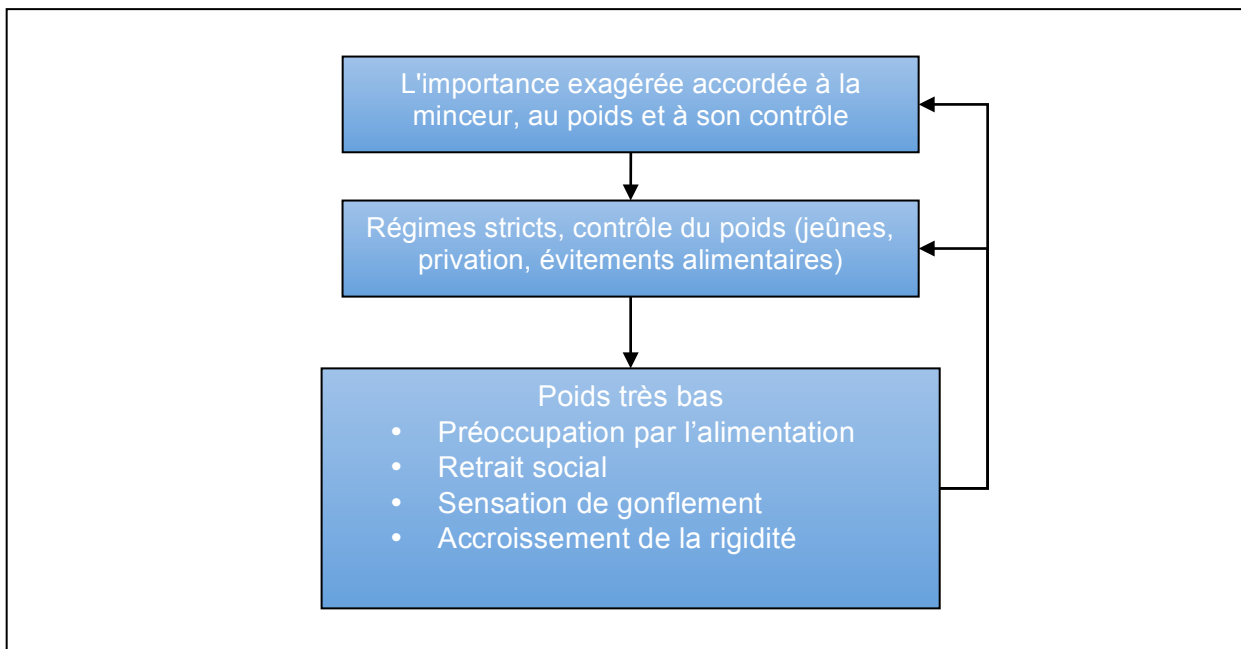 L'importance exagérée accordée à la
minceur, au poids et à son contrôle
Régimes stricts, contrôle du poids (jeûnes,
privation, évitements alimentaires)
Poids très bas
• Préoccupation par l’alimentation
• Retrait social
• Sensation de gonflement
• Accroissement de la rigidité